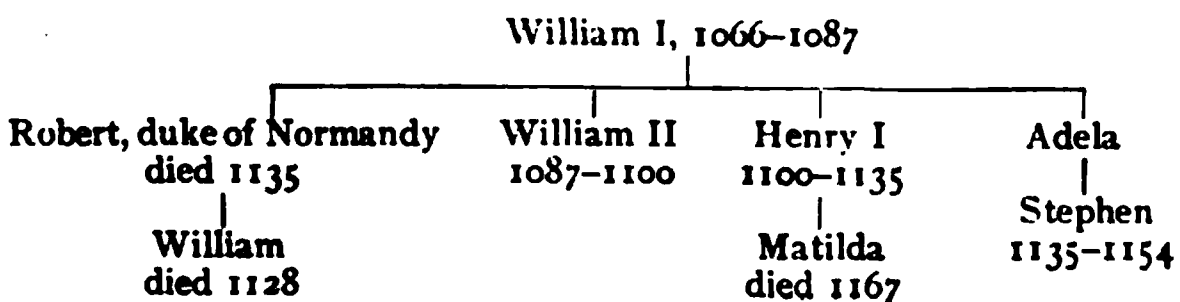 William I, 1066–1087
Robert, duke of Normandy William II Henry I Adela
died 1135 1087–1100 1100–1135
Stephen
William Matilda 1135–1154
died 1128 died 1167